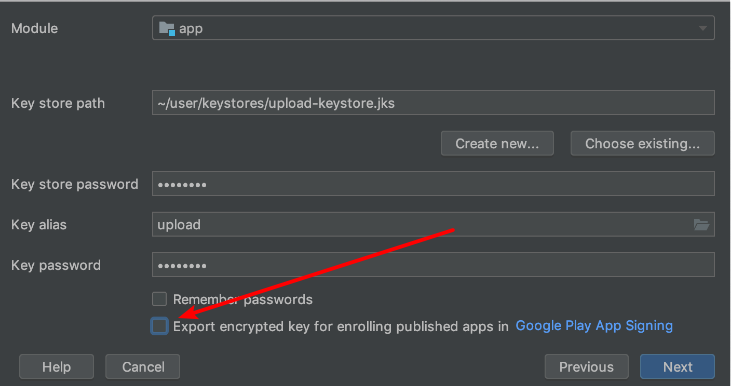 Module app
Key store path ~/user/keystores/upload-keystore.jks
Create new... Choose existing...
Key store password ••••••••
Key alias upload
Key password ••••••••
Remember passwords
Export encrypted key for enrolling published apps in Google Play App Signing
Help Cancel Previous Next